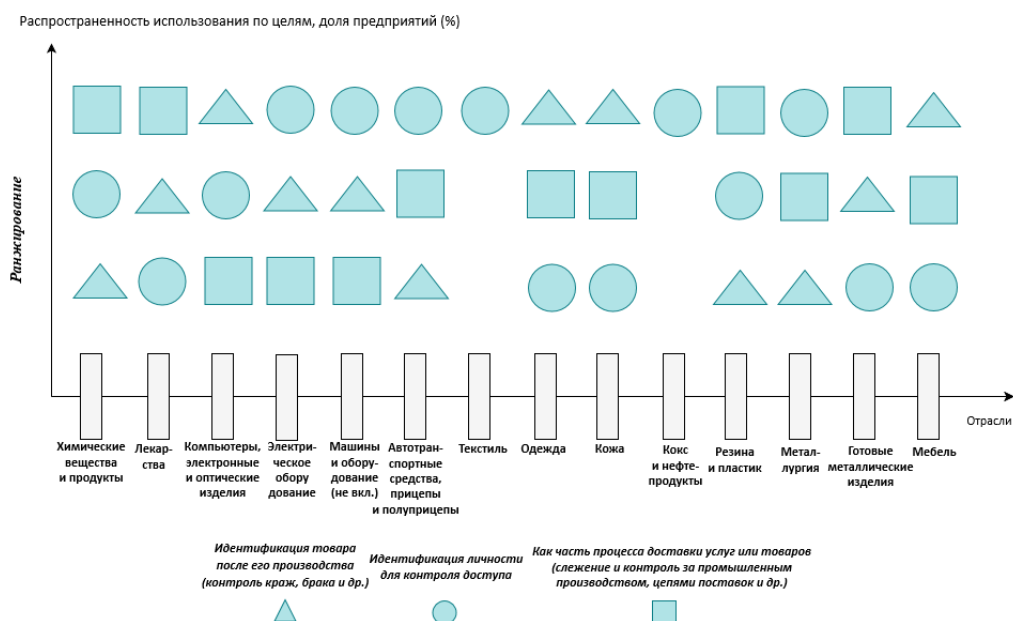 Распространенность использования по целям, доля предприятий (%)
Ранжирование
Отрасли
Химические
вещества
и продукты
Лекар-
ства
Компьютеры,
электронные
и оптические
изделия
Электри-
ческое
обору
дование
Машины
и обору-
дование
(не вкл.)
Автотран-
спортные
средства,
прицепы
и полуприцепы
Текстиль
Одежда
Кожа
Кокс
и нефте-
продукты
Резина
и пластик
Метал-
лургия
Готовые
металлические
изделия
Мебель
Идентификация товара
после его производства
(контроль краж, брака и др.)
Идентификация личности
для контроля доступа
Как часть процесса доставки услуг или товаров
(слежение и контроль за промышленным
производством, цепями поставок и др.)